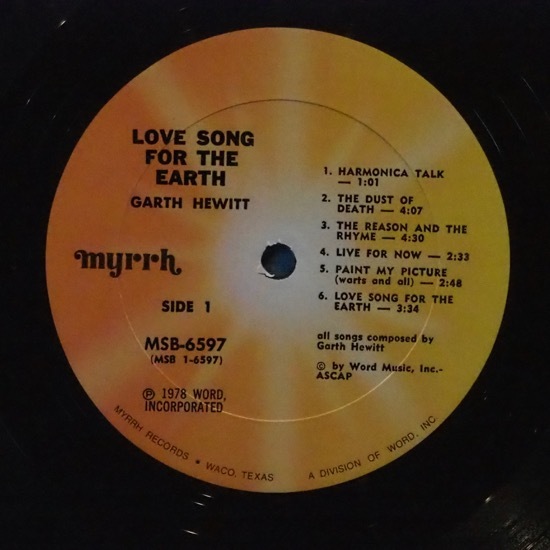 LOVE SONG
FOR THE
EARTH
GARTH HEWITT
myrrh
SIDE 1
MSB-6597
(MSB 1-6597)
℗ 1978 WORD,
INCORPORATED
1. HARMONICA TALK
— 1:01
2. THE DUST OF
DEATH — 4:07
3. THE REASON AND THE
RHYME — 4:30
4. LIVE FOR NOW — 2:33
5. PAINT MY PICTURE
(warts and all) — 2:48
6. LOVE SONG FOR THE
EARTH — 3:34
all songs composed by
Garth Hewitt
© by Word Music, Inc.-
ASCAP
MYRRH RECORDS • WACO, TEXAS A DIVISION OF WORD, INC.